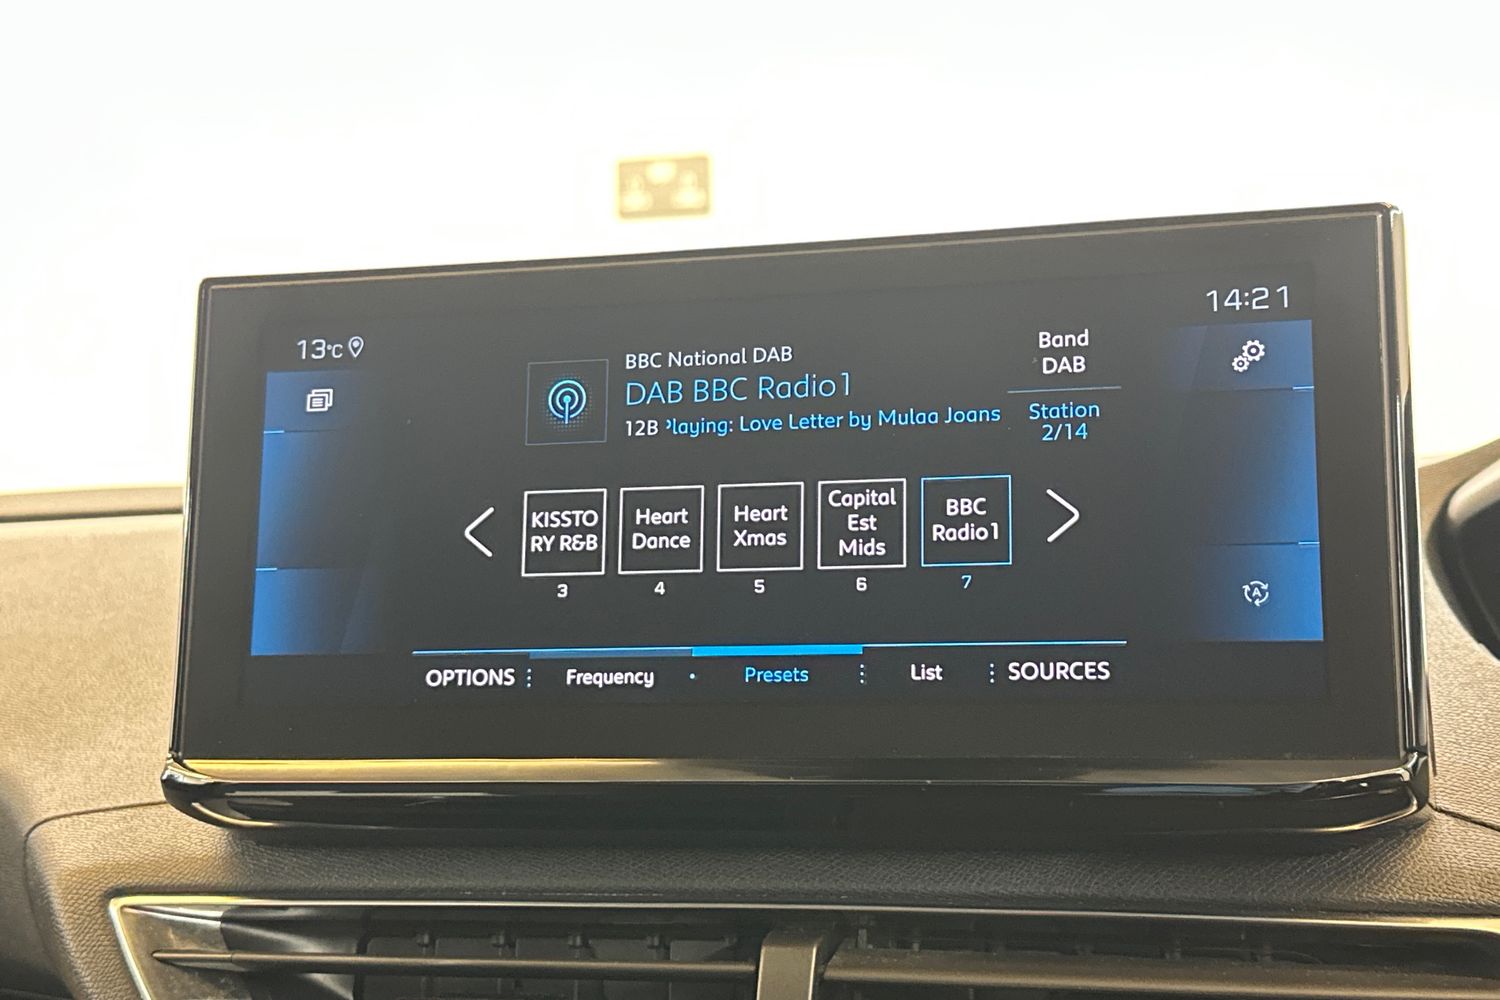 13°C
14:21
BBC National DAB
DAB BBC Radio1
12B Playing: Love Letter by Mulaa Joans
Band
DAB
Station
2/14
KISSTO
RY R&B
3
Heart
Dance
4
Heart
Xmas
5
Capital
Est
Mids
6
BBC
Radio1
7
OPTIONS
Frequency
Presets
List
SOURCES
A